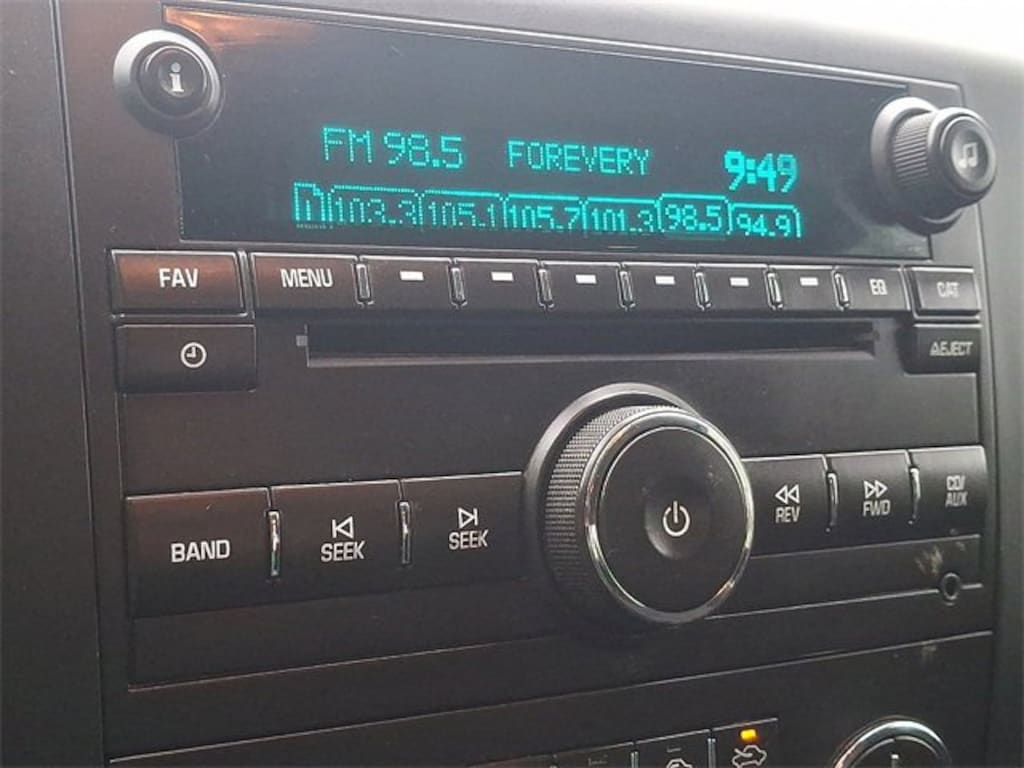 i
FM 98.5 FOREVERY 9:49
103.3 105.1 105.7 101.3 98.5 94.9
FAV MENU EQ CAT
EJECT
BAND SEEK SEEK REV FWD CD/
AUX